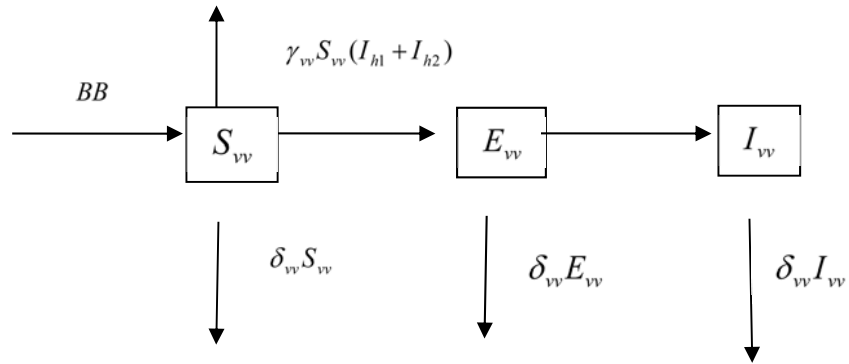 γ_vv S_vv (I_h1 + I_h2)
BB
S_vv
E_vv
I_vv
δ_vv S_vv
δ_vv E_vv
δ_vv I_vv